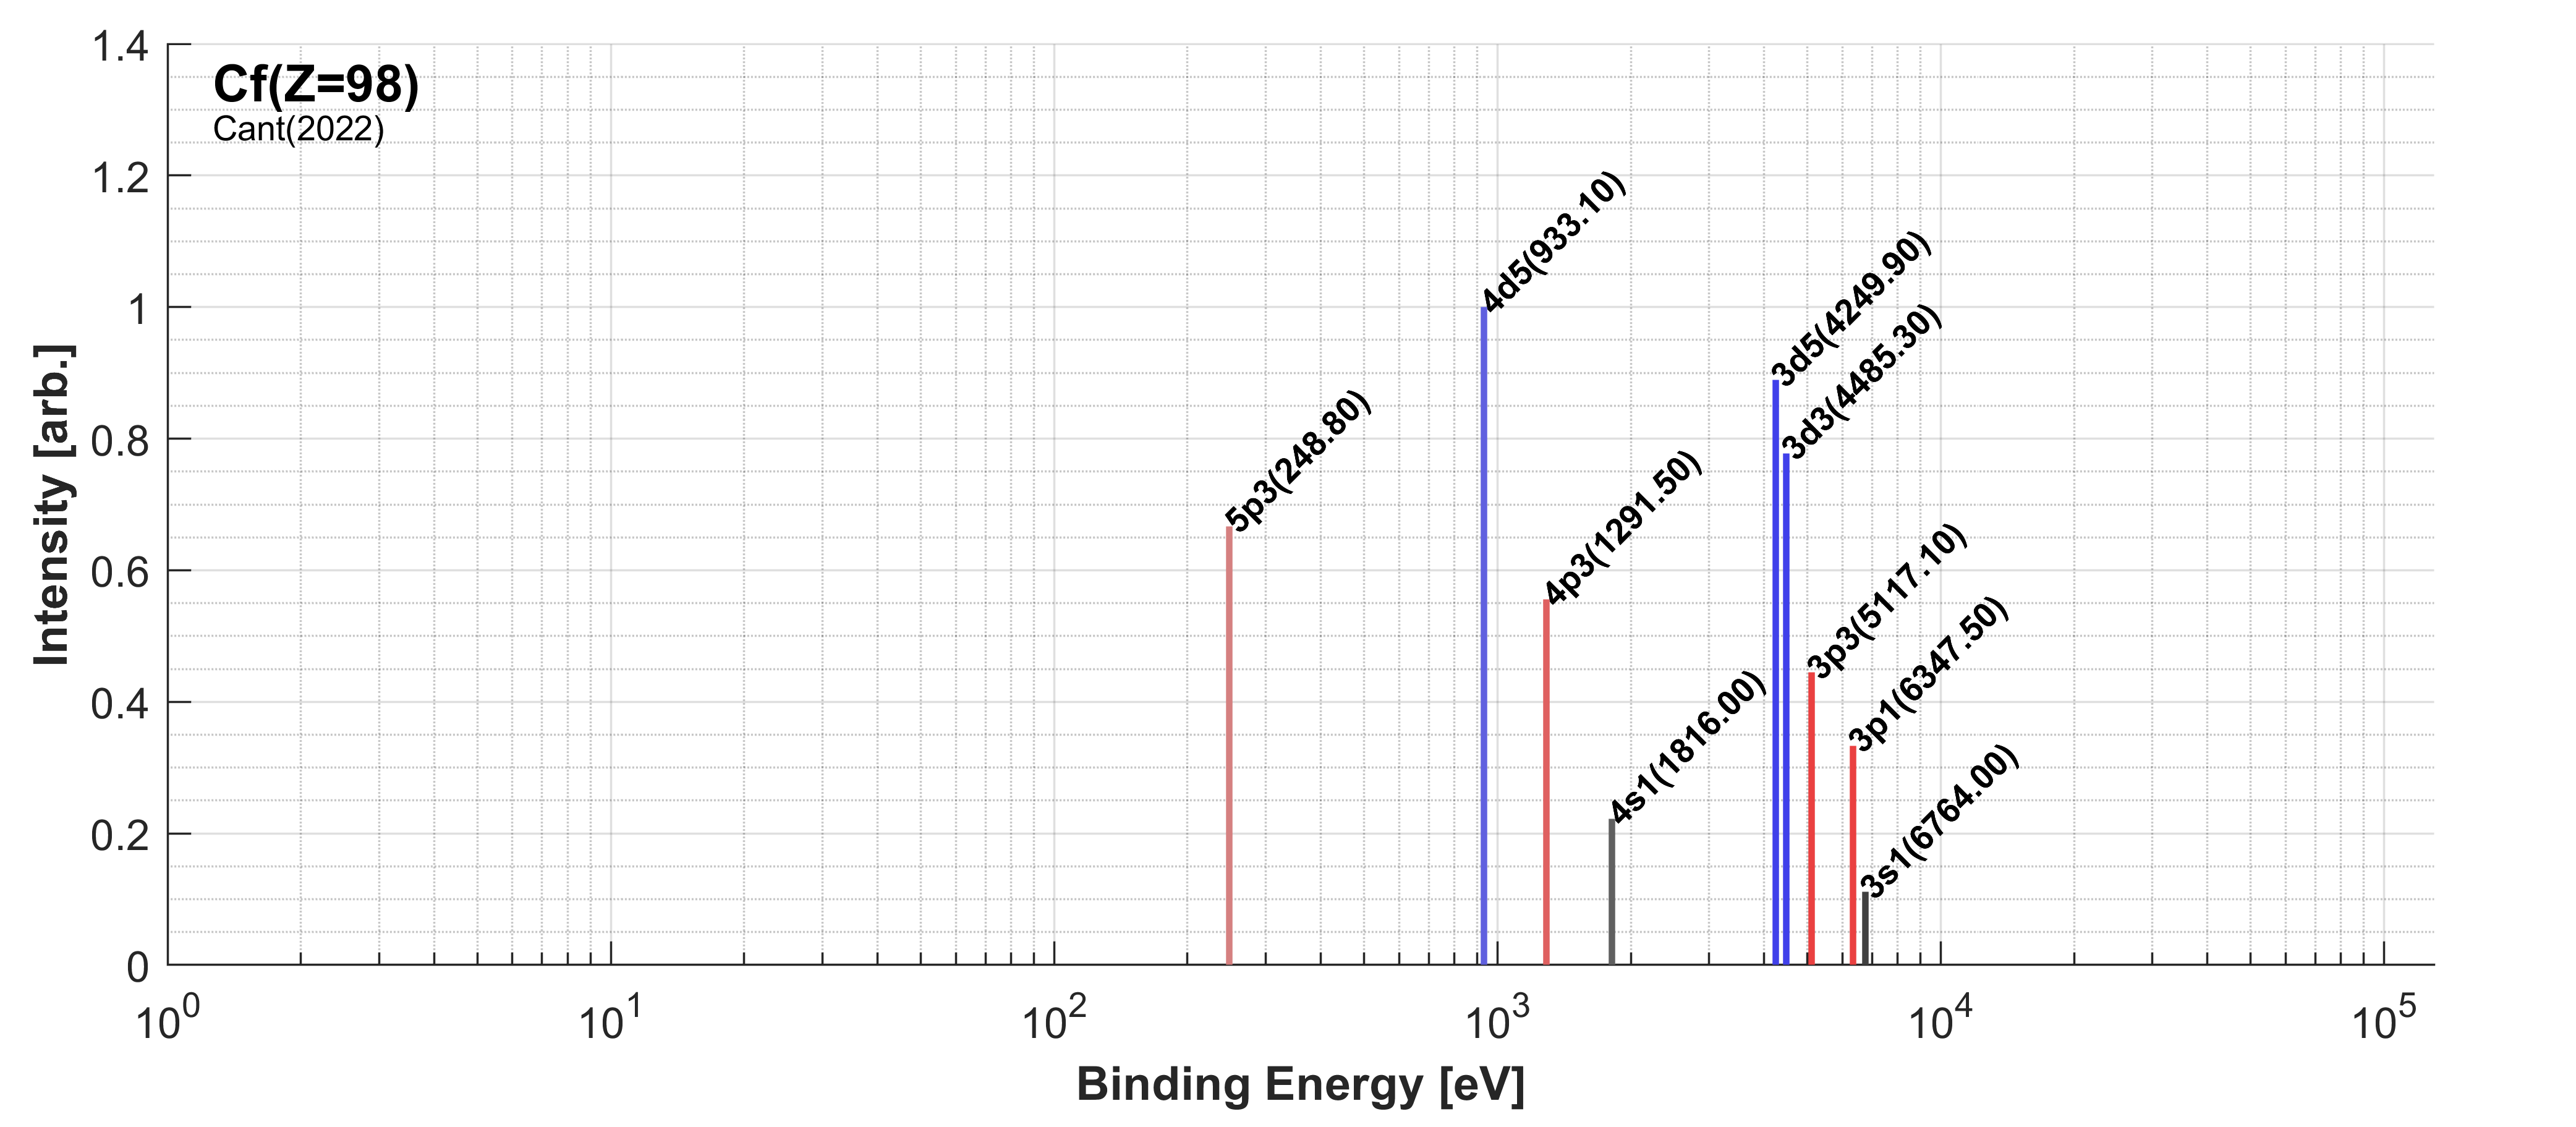 Cf(Z=98)
Cant(2022)
1.4
1.2
1
0.8
0.6
0.4
0.2
0
Intensity [arb.]
5p3(248.80)
4d5(933.10)
4p3(1291.50)
4s1(1816.00)
3d5(4249.90)
3d3(4485.30)
3p3(5117.10)
3p1(6347.50)
3s1(6764.00)
10^0 10^1 10^2 10^3 10^4 10^5
Binding Energy [eV]